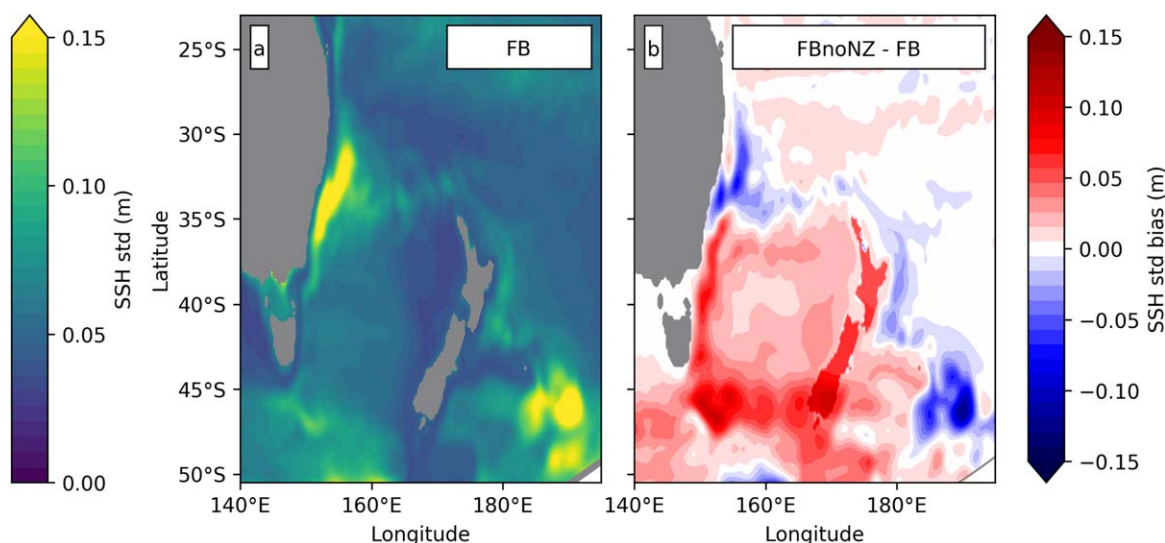 0.15
0.10
0.05
0.00
SSH std (m)
a
FB
25°S
30°S
35°S
40°S
45°S
50°S
Latitude
140°E
160°E
180°E
Longitude
b
FBnoNZ - FB
140°E
160°E
180°E
Longitude
0.15
0.10
0.05
0.00
−0.05
−0.10
−0.15
SSH std bias (m)